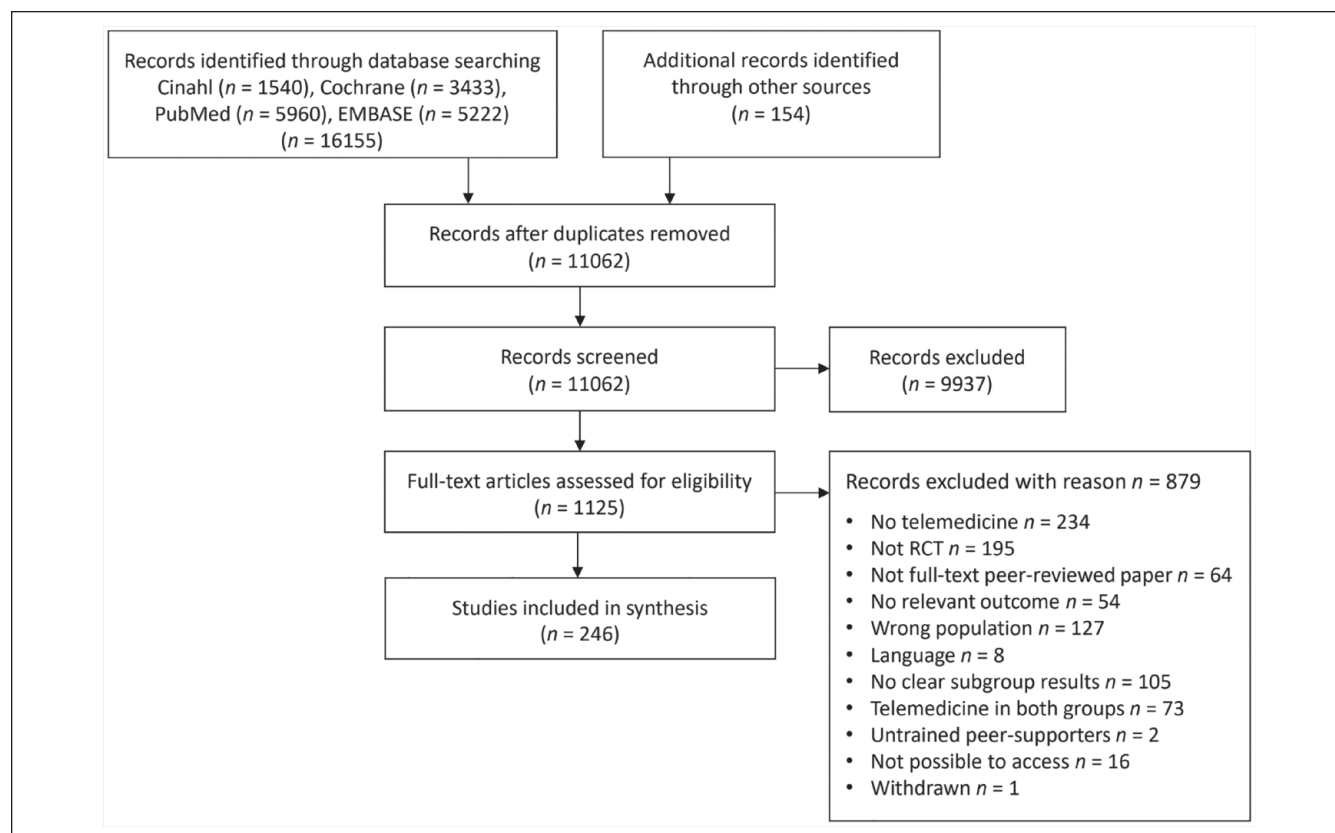 Records identified through database searching
Cinahl (n = 1540), Cochrane (n = 3433),
PubMed (n = 5960), EMBASE (n = 5222)
(n = 16155)
Additional records identified
through other sources
(n = 154)
Records after duplicates removed
(n = 11062)
Records screened
(n = 11062)
Records excluded
(n = 9937)
Full-text articles assessed for eligibility
(n = 1125)
Records excluded with reason n = 879
• No telemedicine n = 234
• Not RCT n = 195
• Not full-text peer-reviewed paper n = 64
• No relevant outcome n = 54
• Wrong population n = 127
• Language n = 8
• No clear subgroup results n = 105
• Telemedicine in both groups n = 73
• Untrained peer-supporters n = 2
• Not possible to access n = 16
• Withdrawn n = 1
Studies included in synthesis
(n = 246)